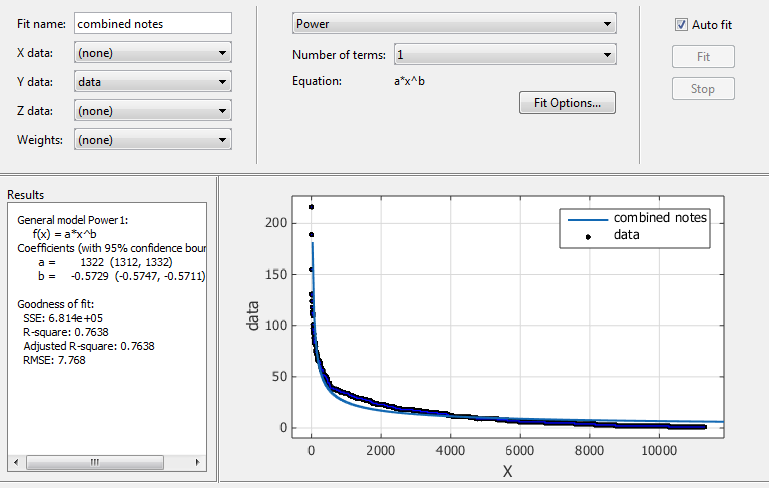 Fit name: combined notes
X data: (none)
Y data: data
Z data: (none)
Weights: (none)
Power
Number of terms: 1
Equation: a*x^b
Fit Options...
Auto fit
Fit
Stop
Results
General model Power1:
f(x) = a*x^b
Coefficients (with 95% confidence bour
a = 1322 (1312, 1332)
b = -0.5729 (-0.5747, -0.5711)
Goodness of fit:
SSE: 6.814e+05
R-square: 0.7638
Adjusted R-square: 0.7638
RMSE: 7.768
combined notes
data
200
150
100
50
0
data
0 2000 4000 6000 8000 10000
X